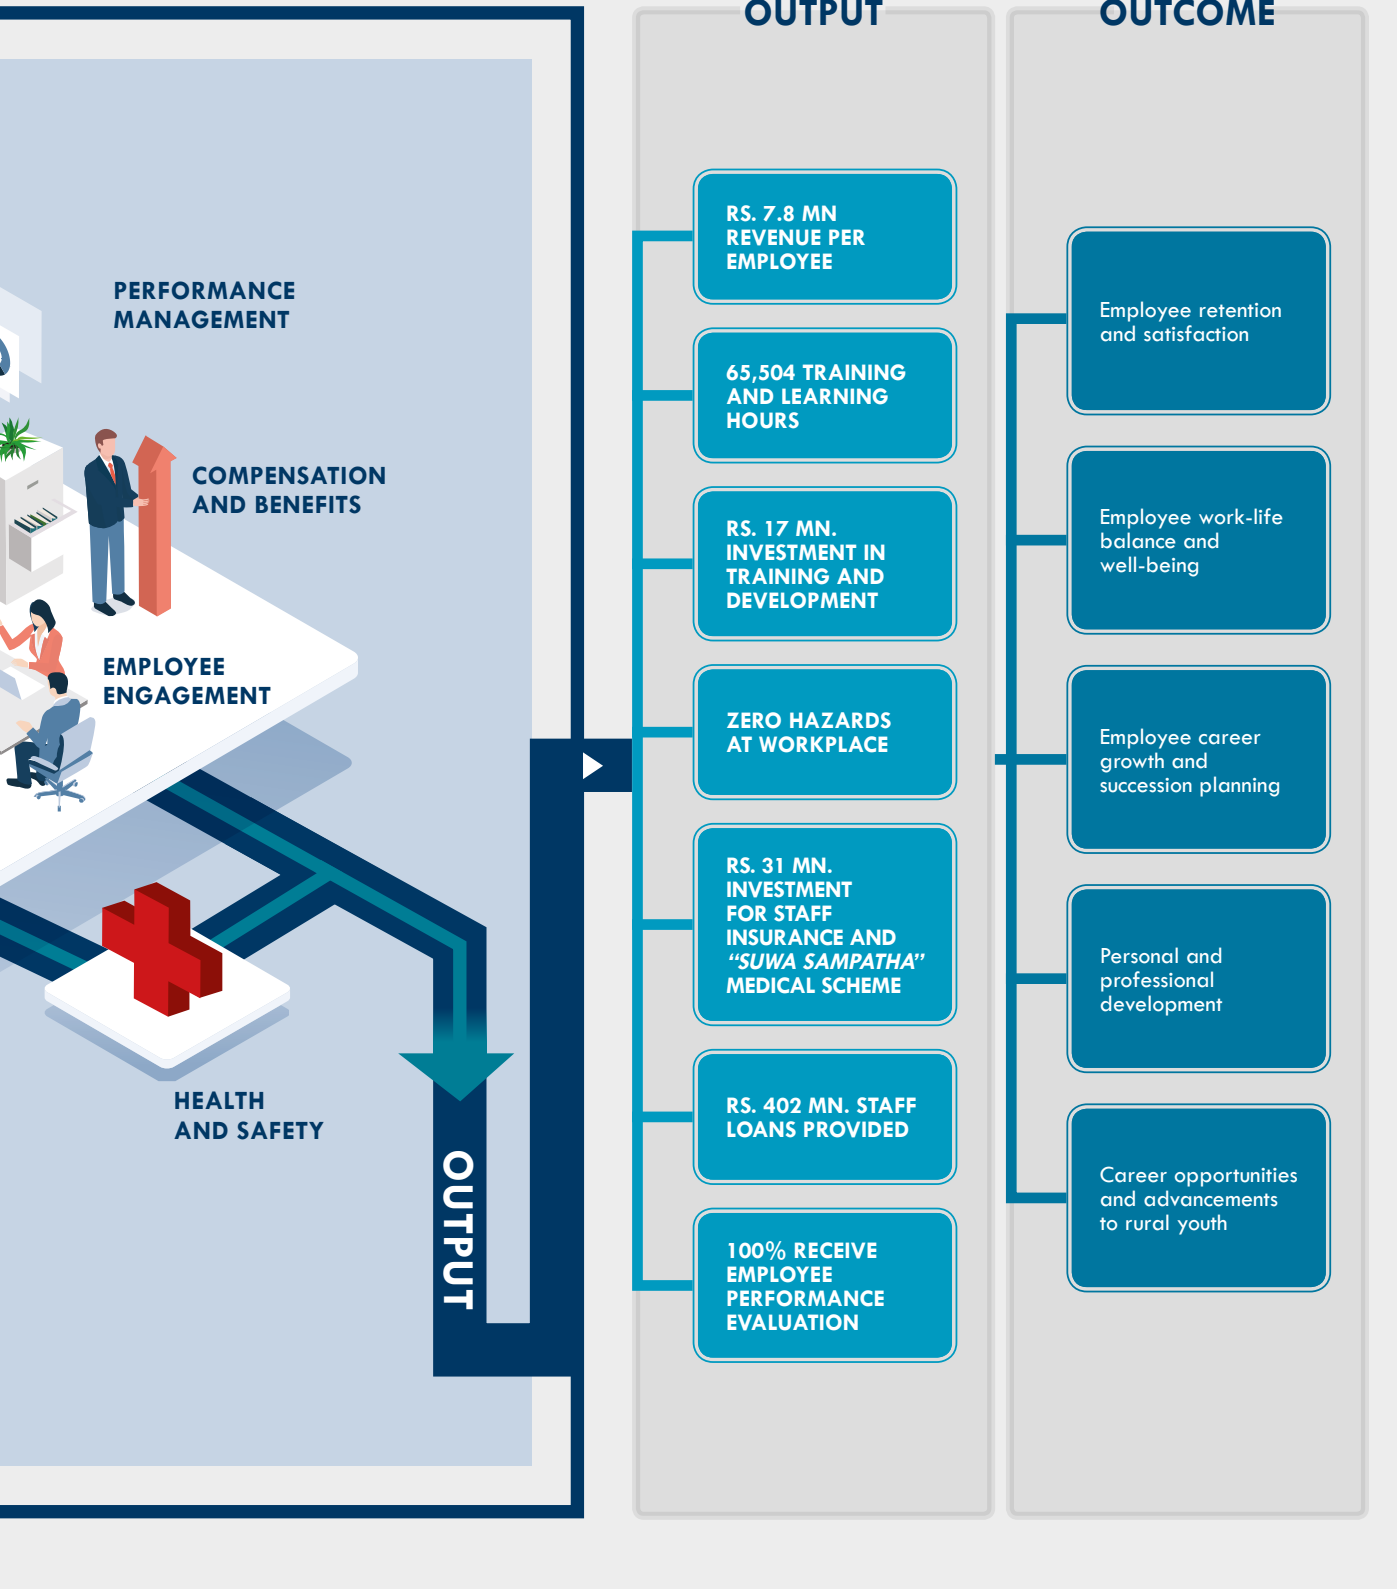 PERFORMANCE
MANAGEMENT
COMPENSATION
AND BENEFITS
EMPLOYEE
ENGAGEMENT
HEALTH
AND SAFETY
OUTPUT
OUTPUT
RS. 7.8 MN
REVENUE PER
EMPLOYEE
65,504 TRAINING
AND LEARNING
HOURS
RS. 17 MN.
INVESTMENT IN
TRAINING AND
DEVELOPMENT
ZERO HAZARDS
AT WORKPLACE
RS. 31 MN.
INVESTMENT
FOR STAFF
INSURANCE AND
“SUWA SAMPATHA”
MEDICAL SCHEME
RS. 402 MN. STAFF
LOANS PROVIDED
100% RECEIVE
EMPLOYEE
PERFORMANCE
EVALUATION
OUTCOME
Employee retention
and satisfaction
Employee work-life
balance and
well-being
Employee career
growth and
succession planning
Personal and
professional
development
Career opportunities
and advancements
to rural youth